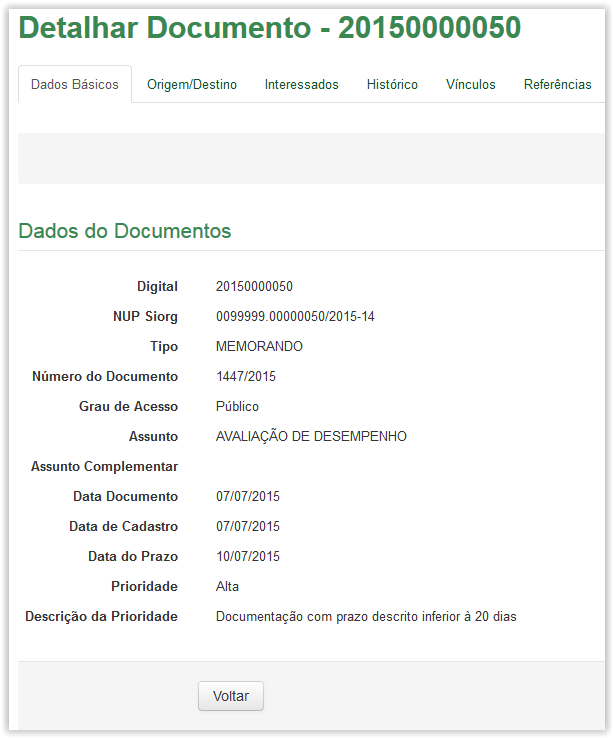 Detalhar Documento - 20150000050
Dados Básicos Origem/Destino Interessados Histórico Vínculos Referências
Dados do Documentos
Digital 20150000050
NUP Siorg 0099999.00000050/2015-14
Tipo MEMORANDO
Número do Documento 1447/2015
Grau de Acesso Público
Assunto AVALIAÇÃO DE DESEMPENHO
Assunto Complementar
Data Documento 07/07/2015
Data de Cadastro 07/07/2015
Data do Prazo 10/07/2015
Prioridade Alta
Descrição da Prioridade Documentação com prazo descrito inferior à 20 dias
Voltar